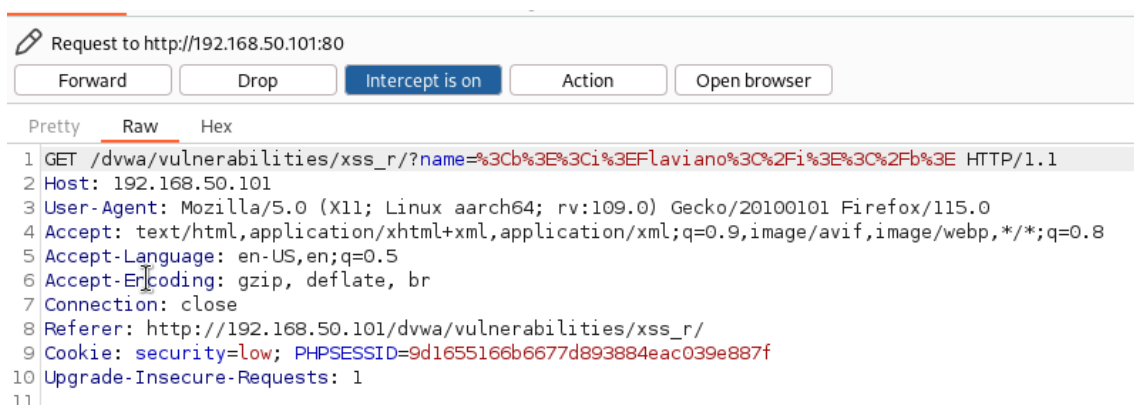 Request to http://192.168.50.101:80
Forward Drop Intercept is on Action Open browser
Pretty Raw Hex
1 GET /dvwa/vulnerabilities/xss_r/?name=%3Cb%3E%3Ci%3EFlaviano%3C%2Fi%3E%3C%2Fb%3E HTTP/1.1
2 Host: 192.168.50.101
3 User-Agent: Mozilla/5.0 (X11; Linux aarch64; rv:109.0) Gecko/20100101 Firefox/115.0
4 Accept: text/html,application/xhtml+xml,application/xml;q=0.9,image/avif,image/webp,*/*;q=0.8
5 Accept-Language: en-US,en;q=0.5
6 Accept-Encoding: gzip, deflate, br
7 Connection: close
8 Referer: http://192.168.50.101/dvwa/vulnerabilities/xss_r/
9 Cookie: security=low; PHPSESSID=9d1655166b6677d893884eac039e887f
10 Upgrade-Insecure-Requests: 1
11